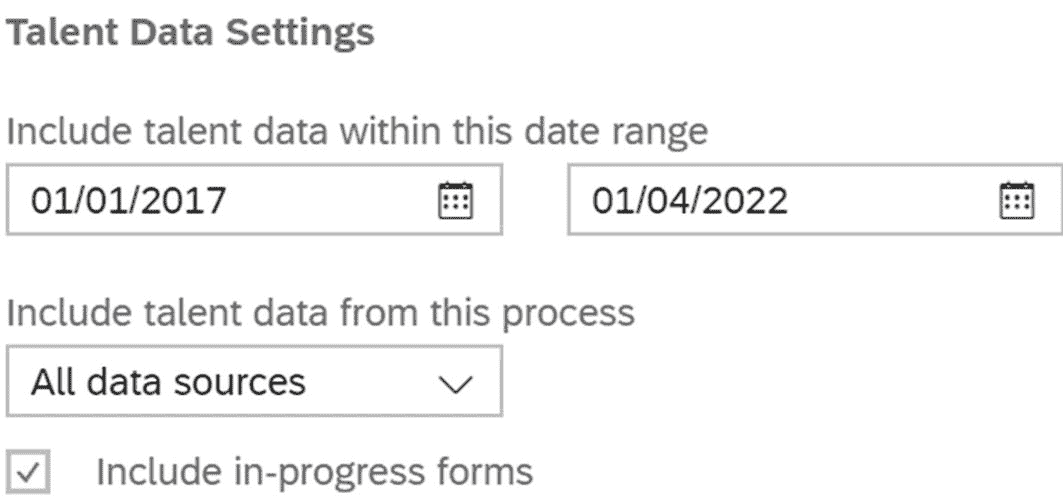 Talent Data Settings
Include talent data within this date range
01/01/2017 01/04/2022
Include talent data from this process
All data sources
Include in-progress forms